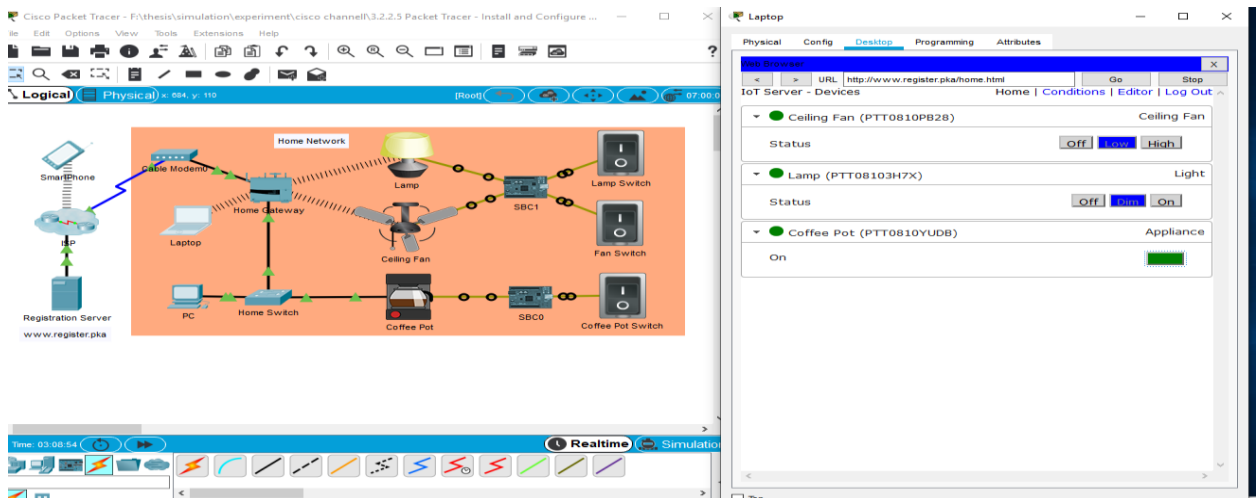 Cisco Packet Tracer - F:\thesis\simulation\experiment\cisco channell\3.2.2.5 Packet Tracer - Install and Configure ...
ile Edit Options View Tools Extensions Help
?
Logical Physical x: 684, y: 110 [Root] 07:00:0
Home Network
SmartPhone
Cable Modem0
Lamp
Lamp Switch
SBC1
Home Gateway
ISP
Laptop
Ceiling Fan
Fan Switch
Registration Server
www.register.pka
PC
Home Switch
Coffee Pot
SBC0
Coffee Pot Switch
Time: 03:08:54
Realtime Simulatio
Laptop
Physical Config Desktop Programming Attributes
Web Browser X
< > URL http://www.register.pka/home.html Go Stop
IoT Server - Devices Home | Conditions | Editor | Log Out
Ceiling Fan (PTT0810PB28) Ceiling Fan
Status Off Low High
Lamp (PTT08103H7X) Light
Status Off Dim On
Coffee Pot (PTT0810YUDB) Appliance
On